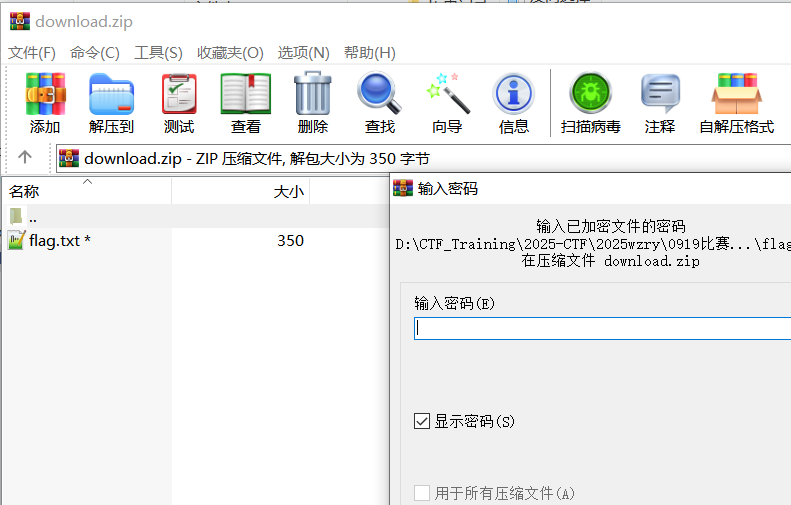 download.zip
文件(F) 命令(C) 工具(S) 收藏夹(O) 选项(N) 帮助(H)
添加 解压到 测试 查看 删除 查找 向导 信息 扫描病毒 注释 自解压格式
download.zip - ZIP 压缩文件, 解包大小为 350 字节
名称 大小
..
flag.txt * 350
输入密码
输入已加密文件的密码
D:\CTF_Training\2025-CTF\2025wzry\0919比赛...\flag
在压缩文件 download.zip
输入密码(E)
显示密码(S)
用于所有压缩文件(A)